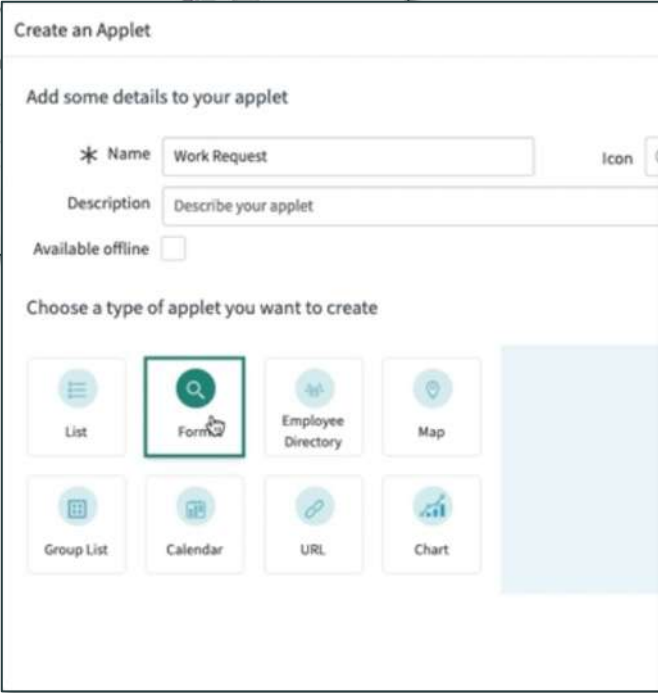 Create an Applet
Add some details to your applet
* Name Work Request Icon
Description Describe your applet
Available offline
Choose a type of applet you want to create
List
Form
Employee
Directory
Map
Group List
Calendar
URL
Chart